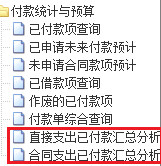 付款统计与预算
已付款项查询
已申请未来付款预计
未申请合同款项预计
已借款项查询
作废的已付款项
付款单综合查询
直接支出已付款汇总分析
合同支出已付款汇总分析